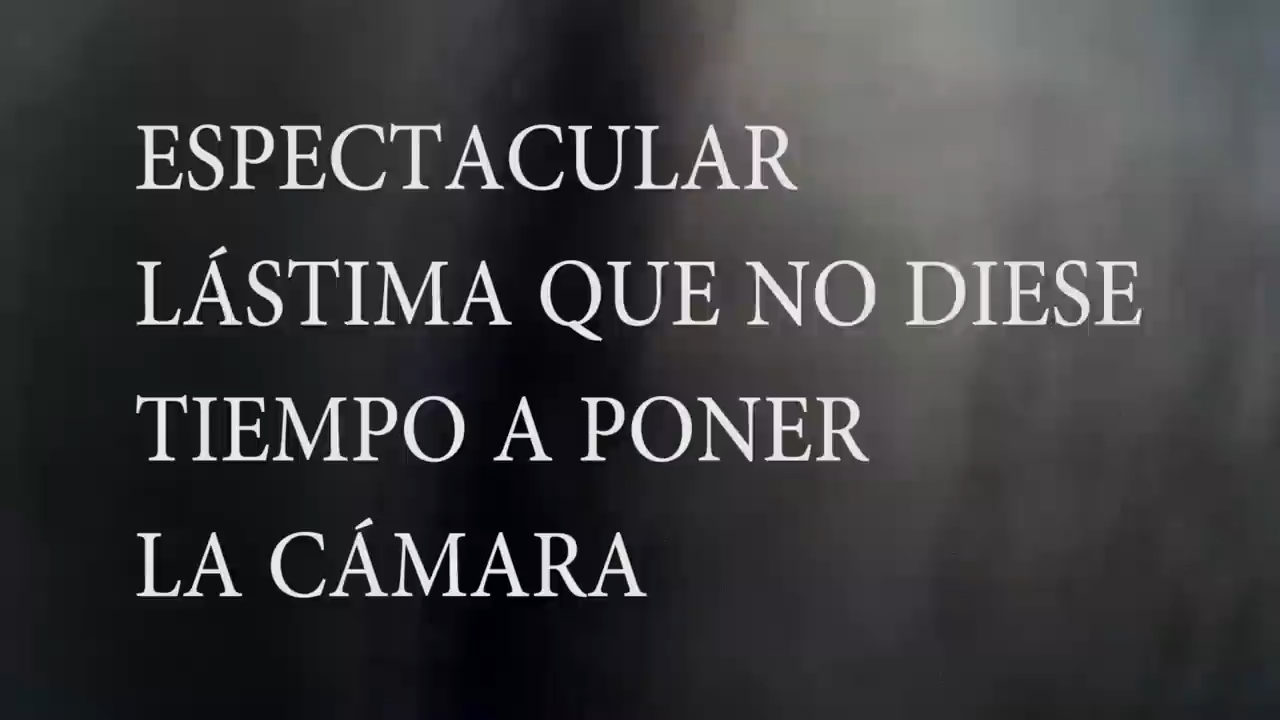 ESPECTACULAR
LÁSTIMA QUE NO DIESE
TIEMPO A PONER
LA CÁMARA